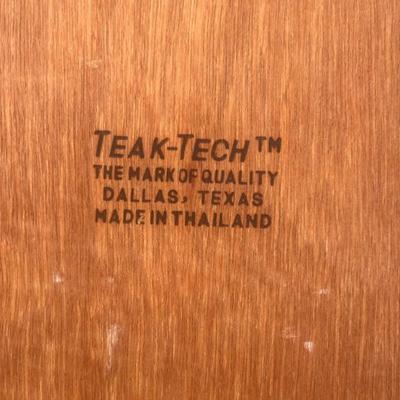 TEAK-TECH™
THE MARK OF QUALITY
DALLAS, TEXAS
MADE IN THAILAND